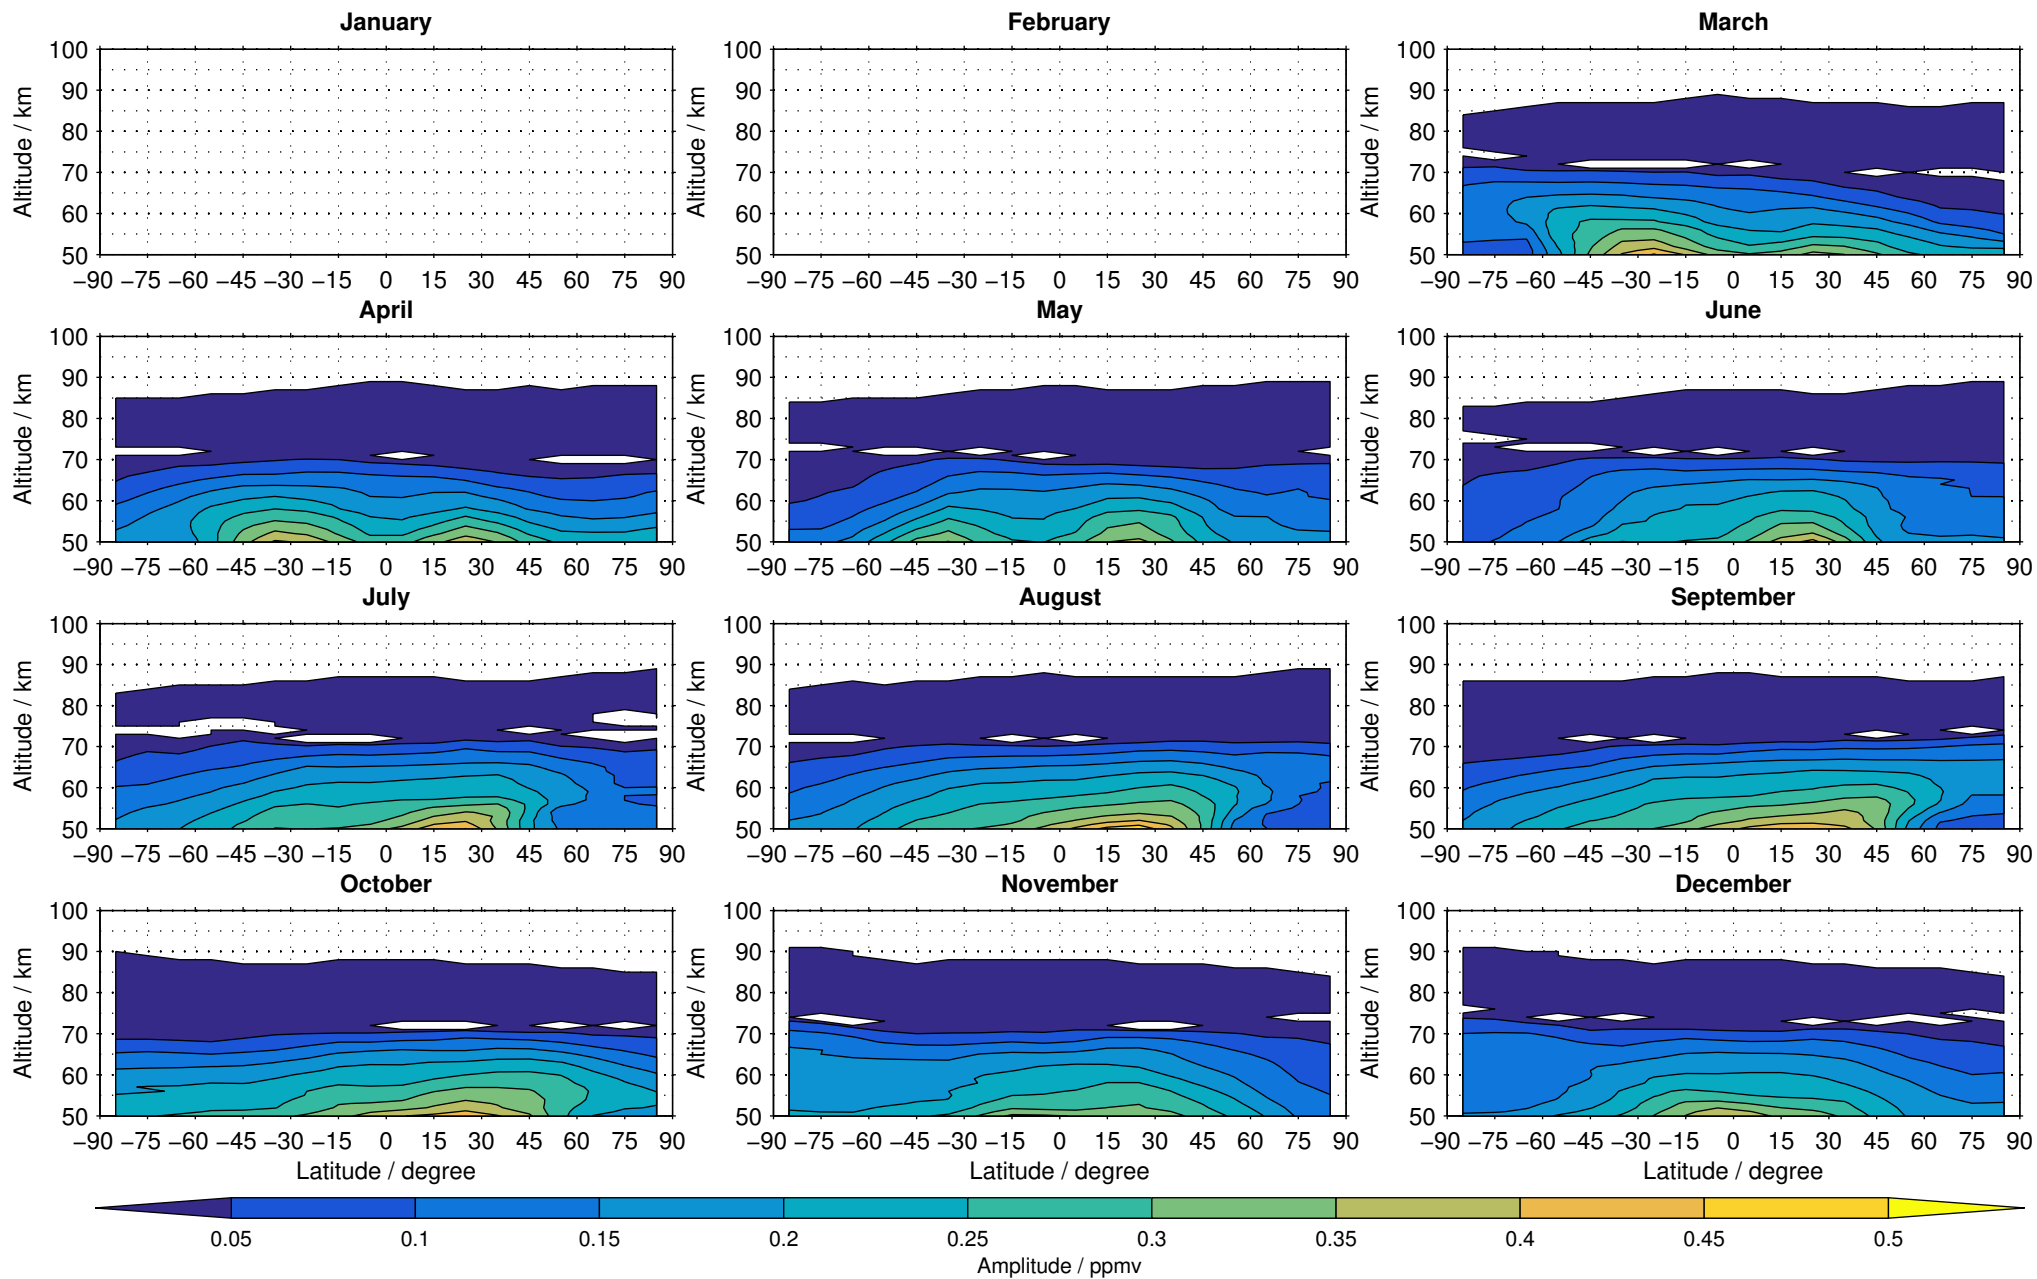 January February March
100 100 100
90 90 90
80 80 80
70 70 70
60 60 60
50 50 50
Altitude / km Altitude / km Altitude / km
−90 −75 −60 −45 −30 −15 0 15 30 45 60 75 90 −90 −75 −60 −45 −30 −15 0 15 30 45 60 75 90 −90 −75 −60 −45 −30 −15 0 15 30 45 60 75 90
April May June
100 100 100
90 90 90
80 80 80
70 70 70
60 60 60
50 50 50
Altitude / km Altitude / km Altitude / km
−90 −75 −60 −45 −30 −15 0 15 30 45 60 75 90 −90 −75 −60 −45 −30 −15 0 15 30 45 60 75 90 −90 −75 −60 −45 −30 −15 0 15 30 45 60 75 90
July August September
100 100 100
90 90 90
80 80 80
70 70 70
60 60 60
50 50 50
Altitude / km Altitude / km Altitude / km
−90 −75 −60 −45 −30 −15 0 15 30 45 60 75 90 −90 −75 −60 −45 −30 −15 0 15 30 45 60 75 90 −90 −75 −60 −45 −30 −15 0 15 30 45 60 75 90
October November December
100 100 100
90 90 90
80 80 80
70 70 70
60 60 60
50 50 50
Altitude / km Altitude / km Altitude / km
−90 −75 −60 −45 −30 −15 0 15 30 45 60 75 90 −90 −75 −60 −45 −30 −15 0 15 30 45 60 75 90 −90 −75 −60 −45 −30 −15 0 15 30 45 60 75 90
Latitude / degree Latitude / degree Latitude / degree
0.05 0.1 0.15 0.2 0.25 0.3 0.35 0.4 0.45 0.5
Amplitude / ppmv